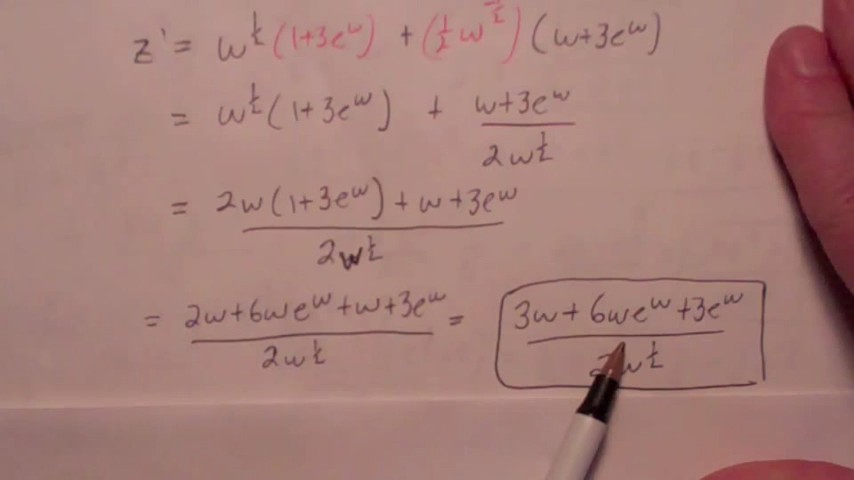 z' = w^½ (1+3e^w) + (½ w^-½) (w+3e^w)
= w^½ (1+3e^w) + (w+3e^w)/(2w^½)
= (2w(1+3e^w)+w+3e^w)/(2w^½)
= (2w+6we^w+w+3e^w)/(2w^½) = (3w+6we^w+3e^w)/(2w^½)